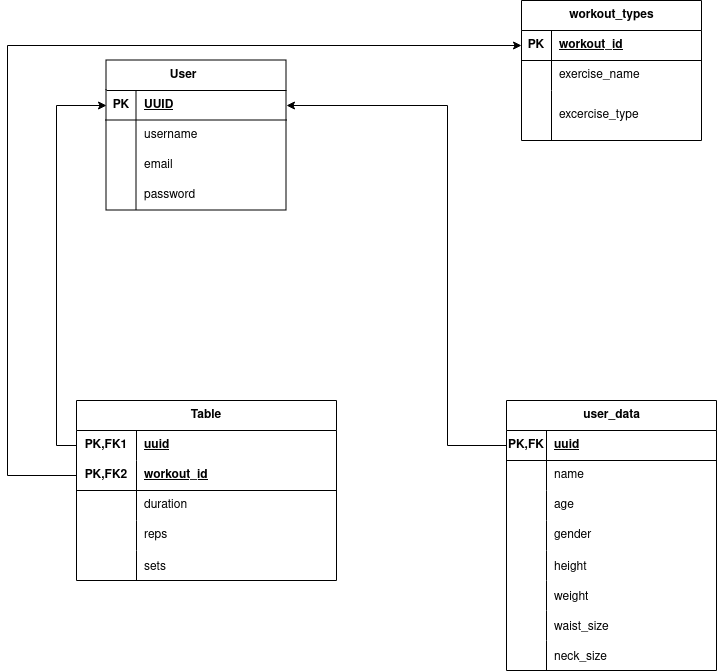 workout_types
PK workout_id
exercise_name
excercise_type
User
PK UUID
username
email
password
Table
PK,FK1 uuid
PK,FK2 workout_id
duration
reps
sets
user_data
PK,FK uuid
name
age
gender
height
weight
waist_size
neck_size